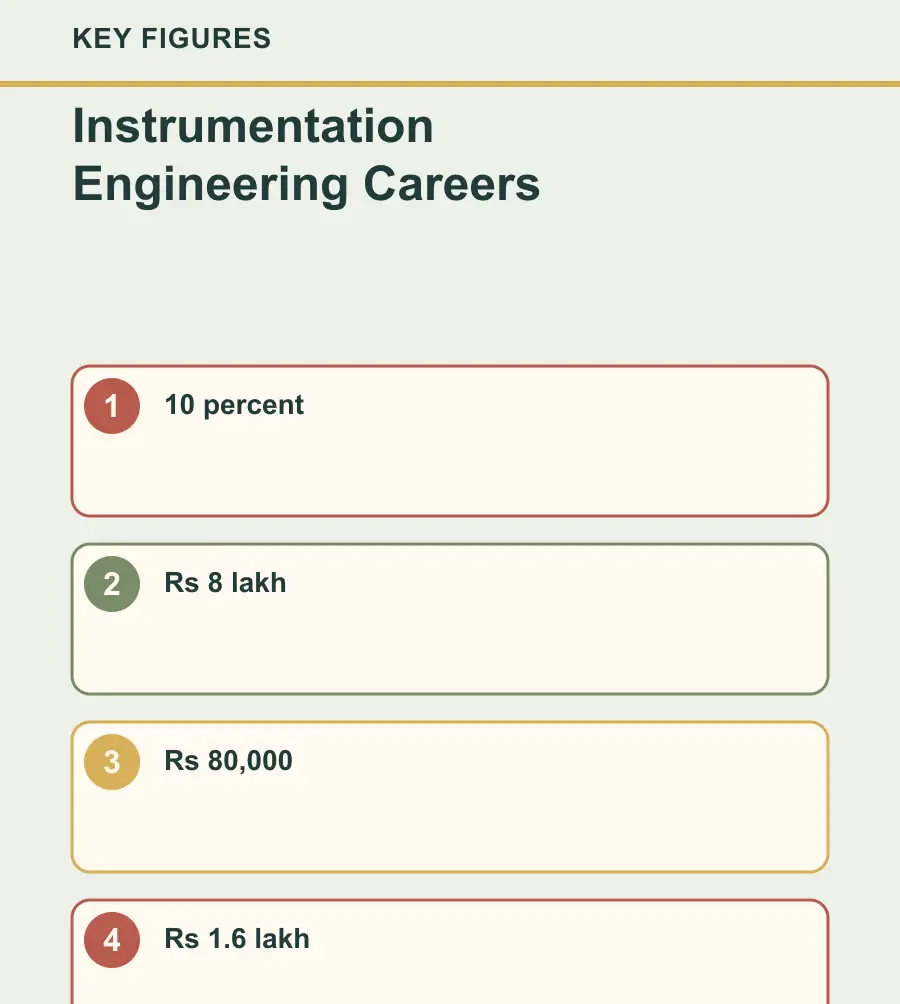 KEY FIGURES
Instrumentation
Engineering Careers
1 10 percent
2 Rs 8 lakh
3 Rs 80,000
4 Rs 1.6 lakh